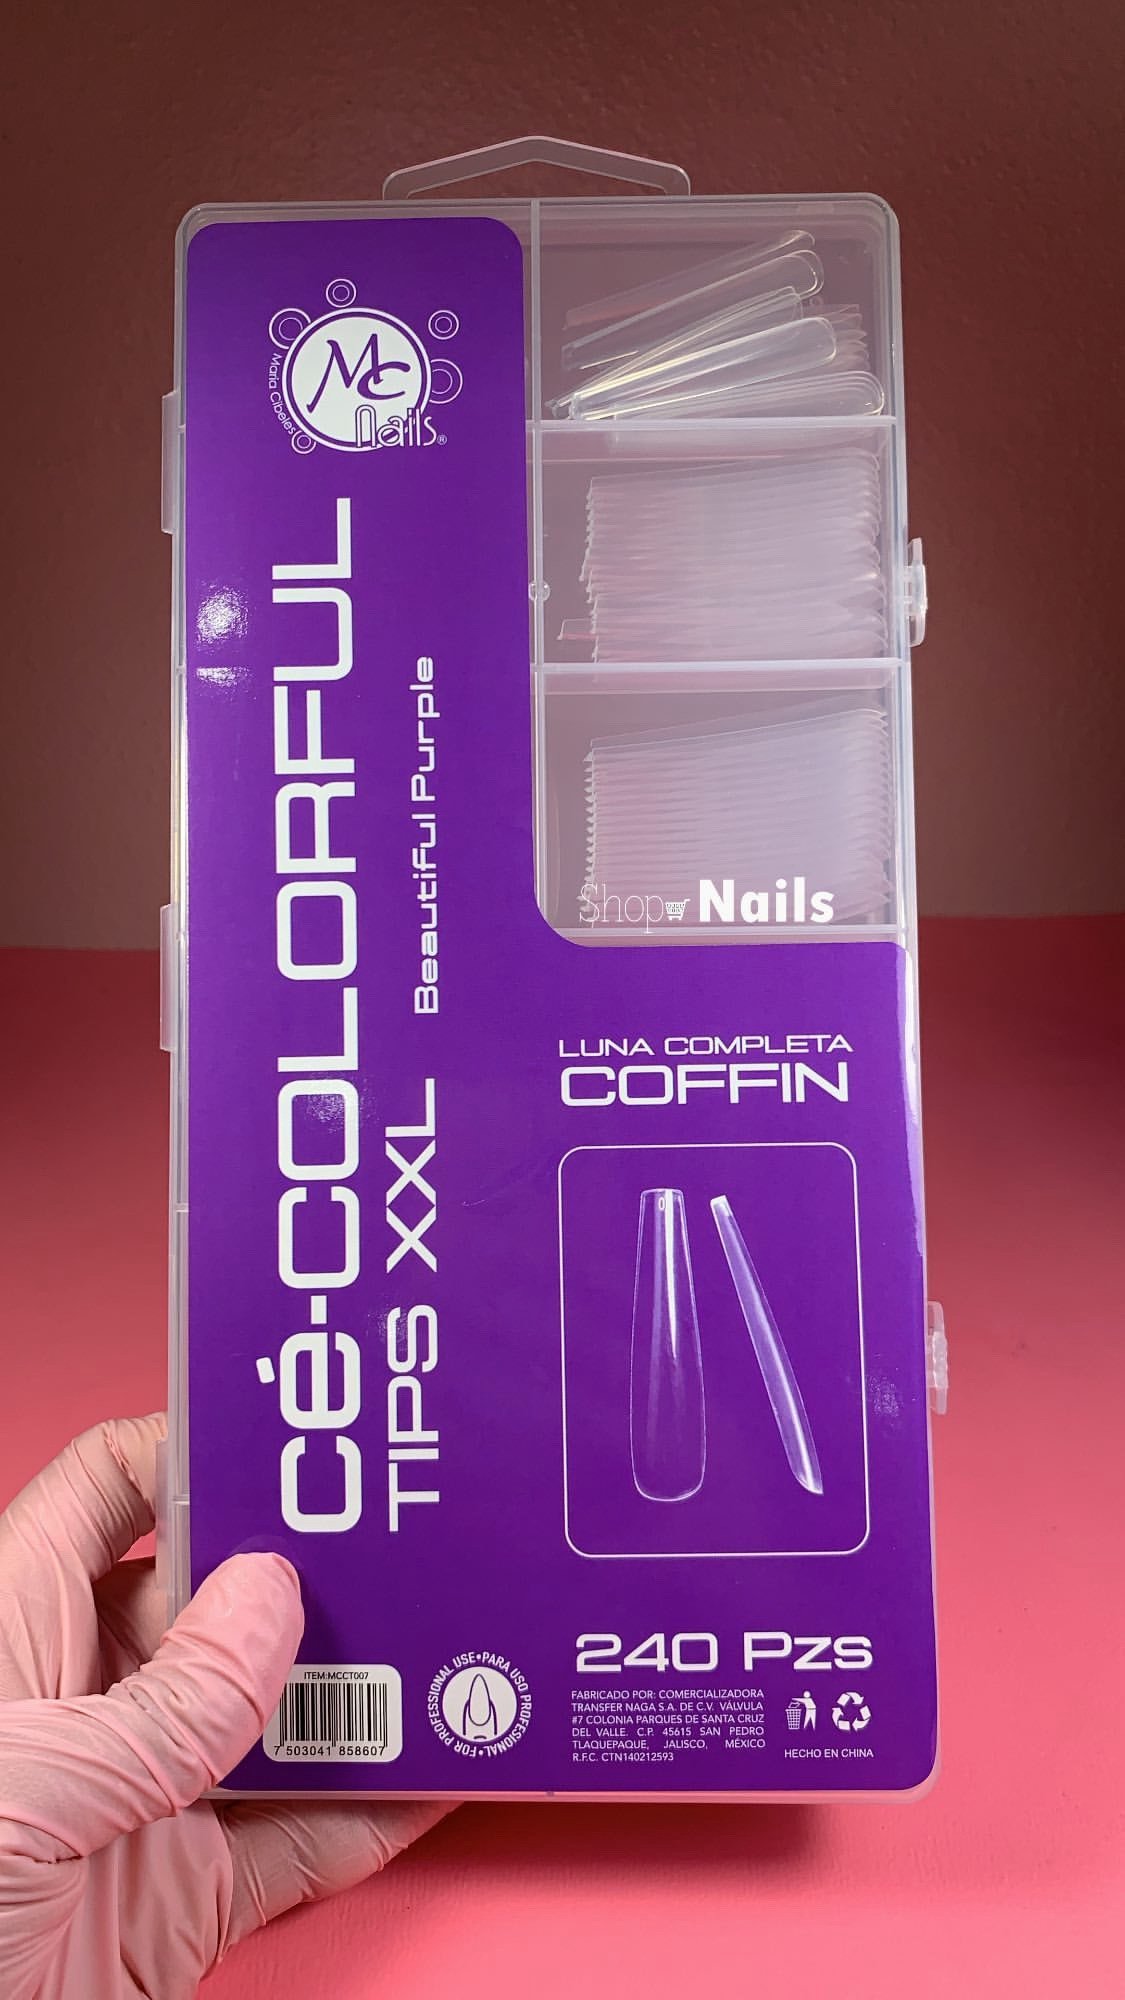 MC
Nails®
Maria Cibeles
cé-COLORFUL
TIPS XXL Beautiful Purple
Shop Nails
LUNA COMPLETA
COFFIN
0
240 Pzs
ITEM:MCCT007
7 503041 858607
FOR PROFESSIONAL USE•PARA USO PROFESIONAL•
FABRICADO POR: COMERCIALIZADORA
TRANSFER NAGA S.A. DE C.V. VÁLVULA
#7 COLONIA PARQUES DE SANTA CRUZ
DEL VALLE. C.P. 45615 SAN PEDRO
TLAQUEPAQUE, JALISCO, MÉXICO
R.F.C. CTN140212593
HECHO EN CHINA